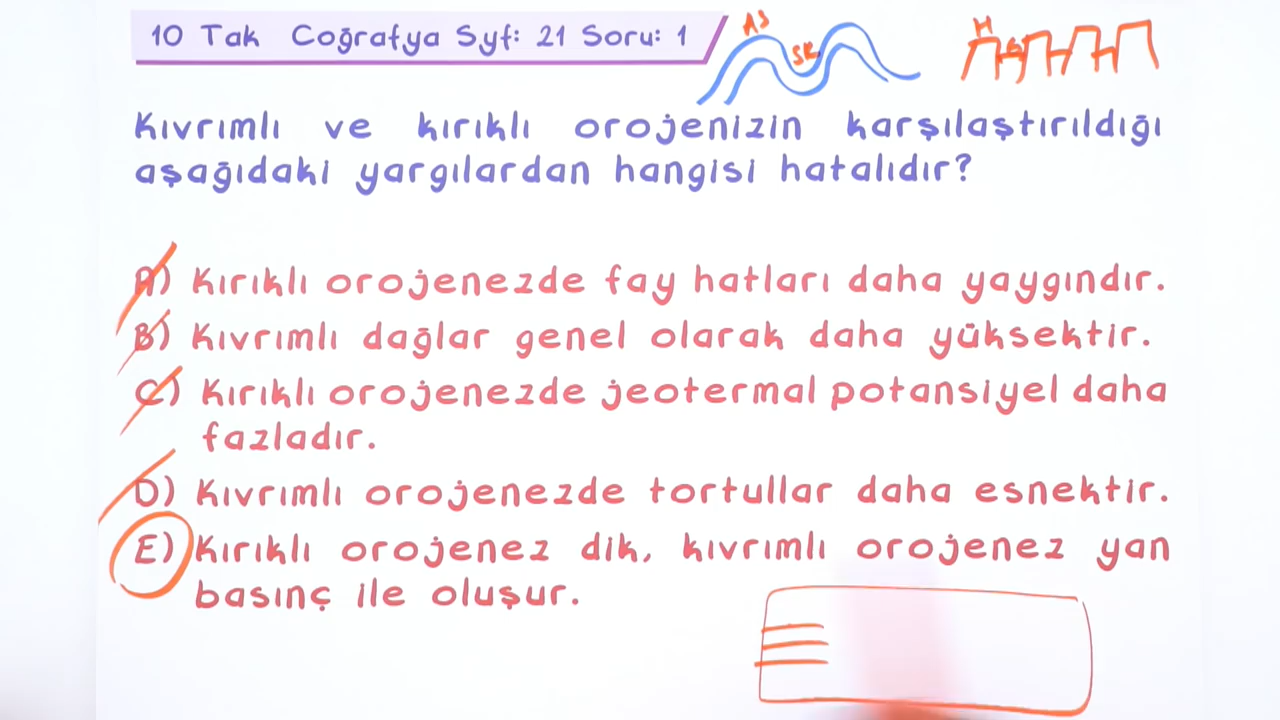 10 Tak Coğrafya Syf: 21 Soru: 1
AS
SK
H
G
Kıvrımlı ve kırıklı orojenizin karşılaştırıldığı
aşağıdaki yargılardan hangisi hatalıdır?
A) Kırıklı orojenezde fay hatları daha yaygındır.
B) Kıvrımlı dağlar genel olarak daha yüksektir.
C) Kırıklı orojenezde jeotermal potansiyel daha
fazladır.
D) Kıvrımlı orojenezde tortullar daha esnektir.
E) Kırıklı orojenez dik, kıvrımlı orojenez yan
basınç ile oluşur.